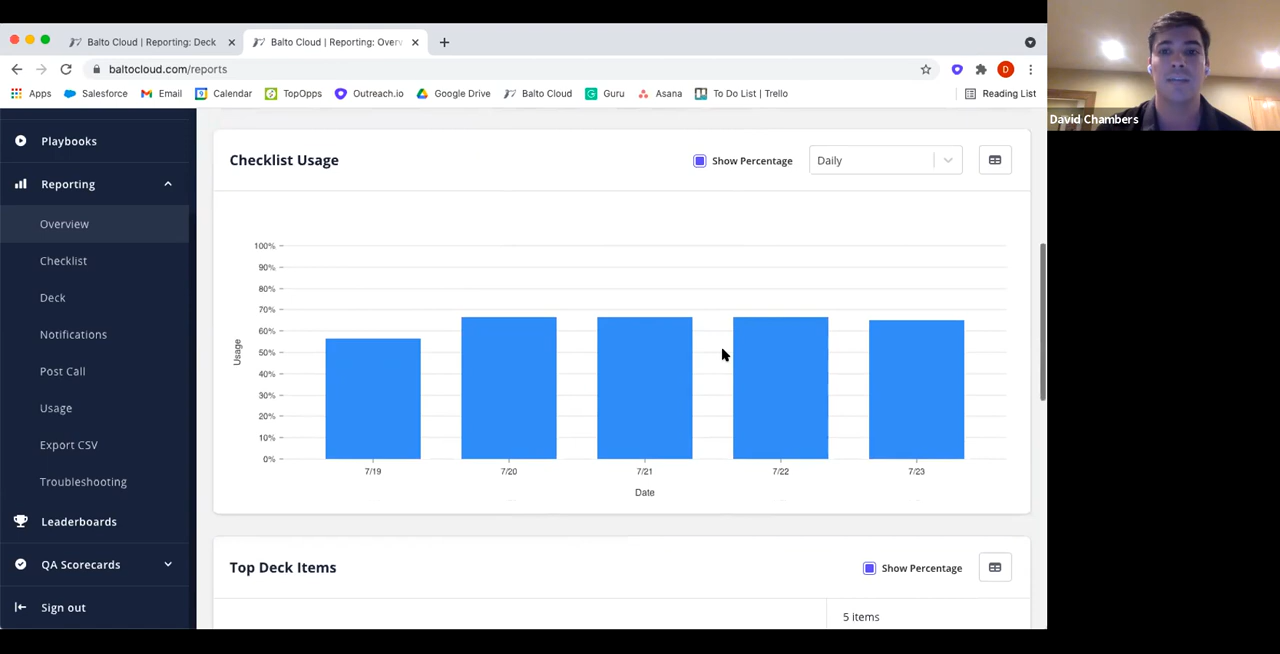 Balto Cloud | Reporting: Deck
Balto Cloud | Reporting: Overv
baltocloud.com/reports
D
Apps
Salesforce
Email
Calendar
TopOpps
Outreach.io
Google Drive
Balto Cloud
Guru
Asana
To Do List | Trello
Reading List
David Chambers
Playbooks
Reporting
Overview
Checklist
Deck
Notifications
Post Call
Usage
Export CSV
Troubleshooting
Leaderboards
QA Scorecards
Sign out
Checklist Usage
Show Percentage
Daily
100%
90%
80%
70%
60%
50%
40%
30%
20%
10%
0%
Usage
7/19
7/20
7/21
7/22
7/23
Date
Top Deck Items
Show Percentage
5 items